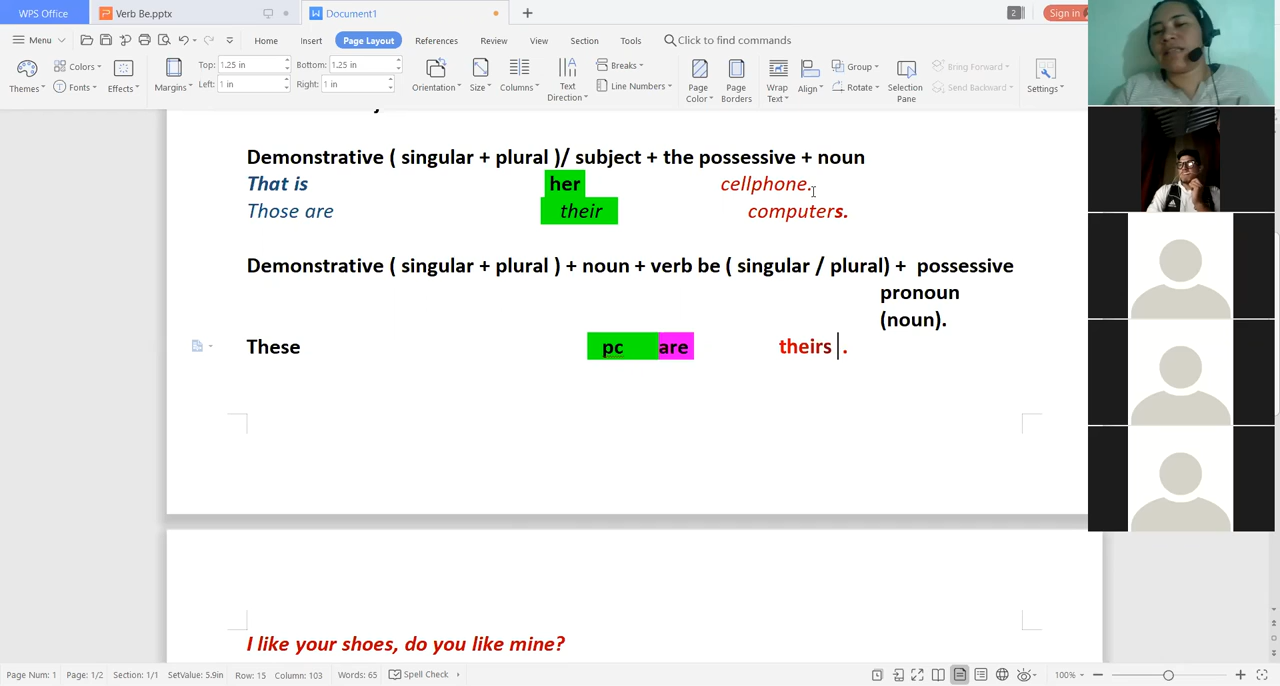 WPS Office Verb Be.pptx Document1 + 2 Sign in
Menu Home Insert Page Layout References Review View Section Tools Click to find commands
Themes Colors Fonts Effects Margins Top: 1.25 in Bottom: 1.25 in Left: 1 in Right: 1 in Orientation Size Columns Text Direction Breaks Line Numbers Page Color Page Borders Wrap Text Align Group Rotate Selection Pane Bring Forward Send Backward Settings
Demonstrative ( singular + plural )/ subject + the possessive + noun
That is her cellphone.
Those are their computers.
Demonstrative ( singular + plural ) + noun + verb be ( singular / plural) + possessive
pronoun
(noun).
These pc are theirs .
I like your shoes, do you like mine?
Page Num: 1 Page: 1/2 Section: 1/1 SetValue: 5.9in Row: 15 Column: 103 Words: 65 Spell Check 100%